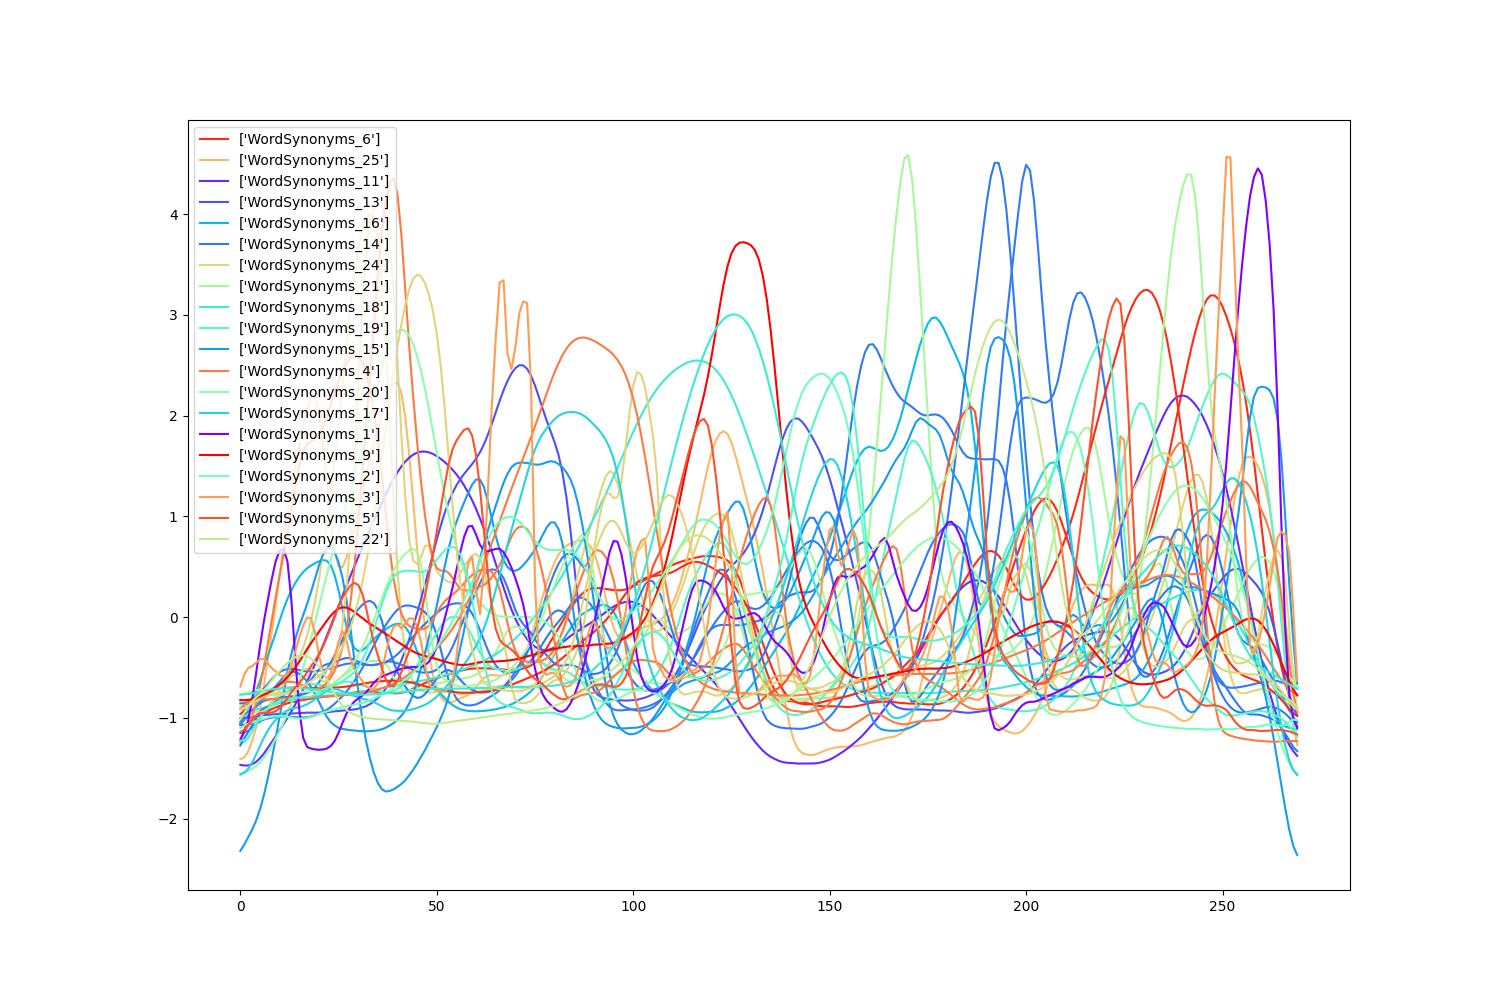 ['WordSynonyms_6']
['WordSynonyms_25']
['WordSynonyms_11']
['WordSynonyms_13']
['WordSynonyms_16']
['WordSynonyms_14']
['WordSynonyms_24']
['WordSynonyms_21']
['WordSynonyms_18']
['WordSynonyms_19']
['WordSynonyms_15']
['WordSynonyms_4']
['WordSynonyms_20']
['WordSynonyms_17']
['WordSynonyms_1']
['WordSynonyms_9']
['WordSynonyms_2']
['WordSynonyms_3']
['WordSynonyms_5']
['WordSynonyms_22']
4
3
2
1
0
−1
−2
0 50 100 150 200 250